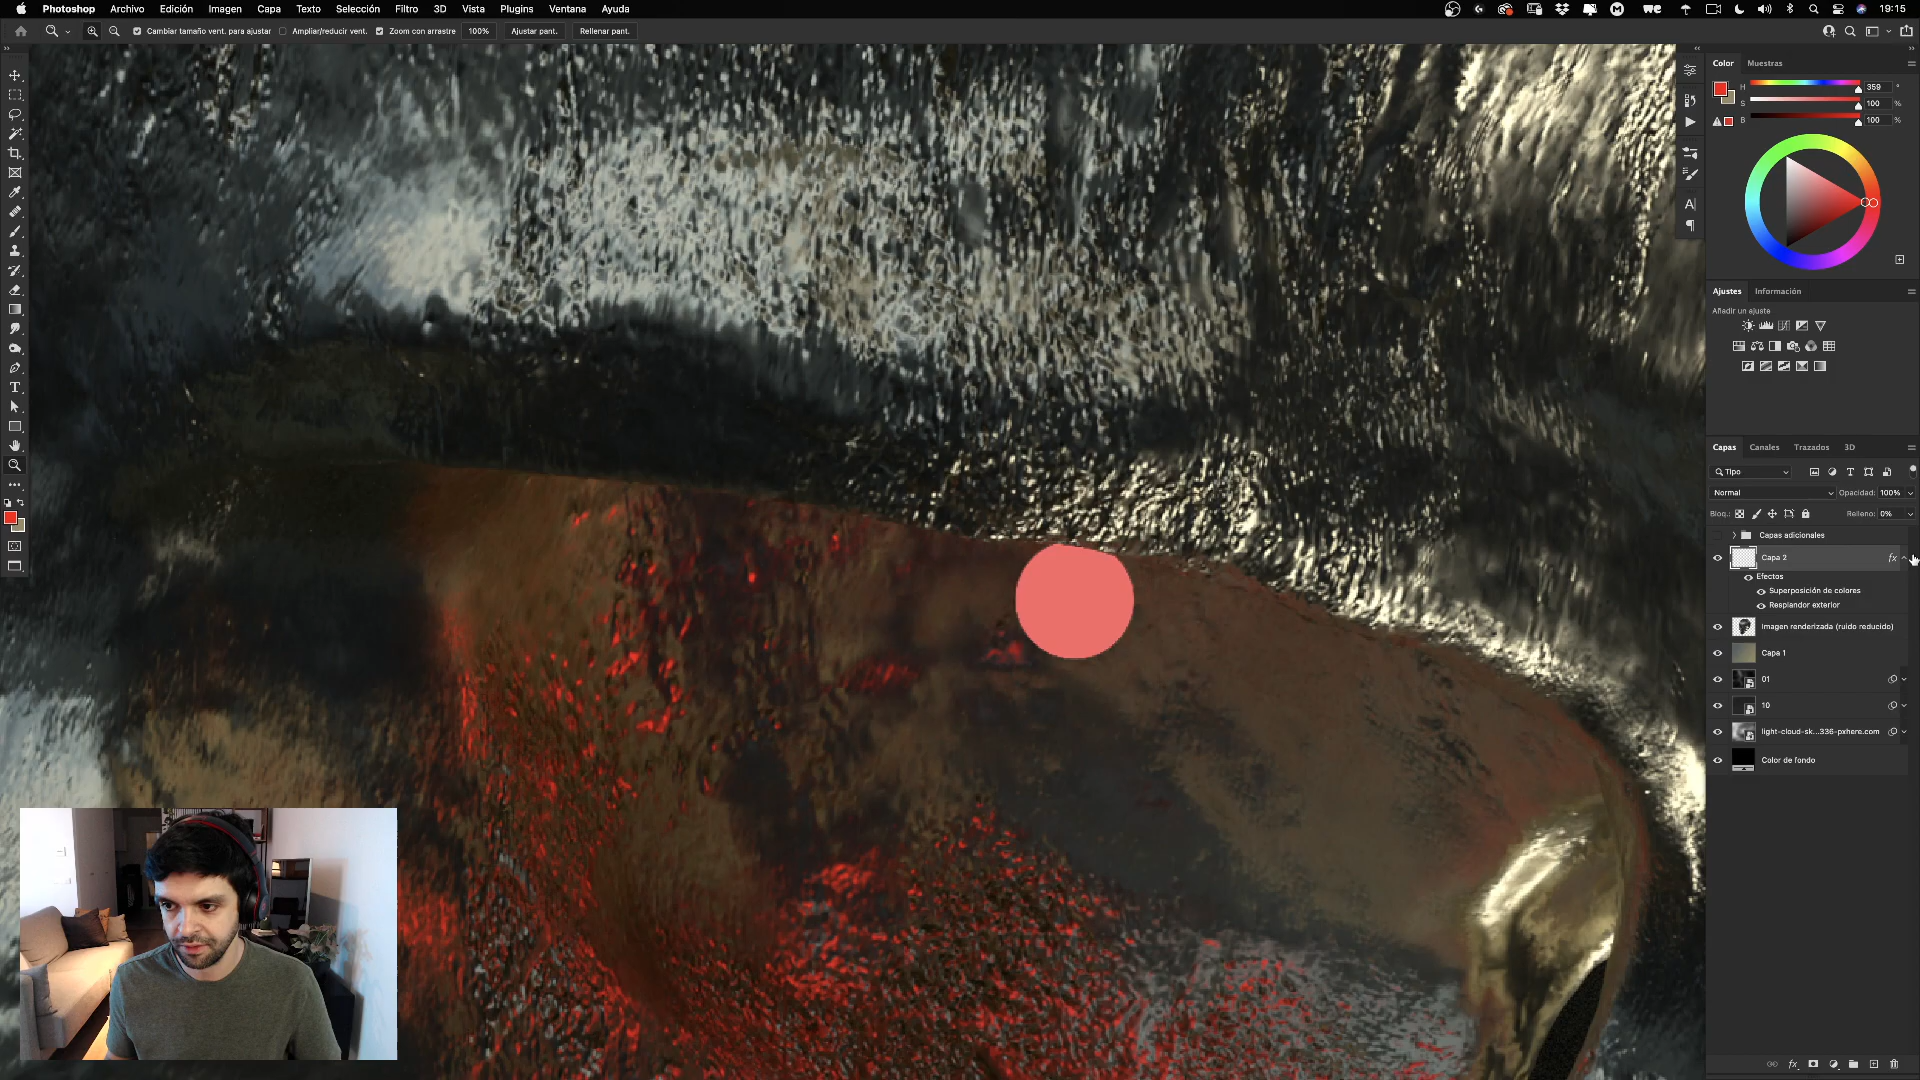 Photoshop Archivo Edición Imagen Capa Texto Selección Filtro 3D Vista Plugins Ventana Ayuda 19:15
Cambiar tamaño vent. para ajustar Ampliar/reducir vent. Zoom con arrastre 100% Ajustar pant. Rellenar pant.
Color Muestras
H 359 °
S 100 %
B 100 %
Ajustes Información
Añadir un ajuste
Capas Canales Trazados 3D
Tipo
Normal Opacidad: 100%
Bloq.: Relleno: 0%
Capas adicionales
Capa 2 fx
Efectos
Superposición de colores
Resplandor exterior
Imagen renderizada (ruido reducido)
Capa 1
01
10
light-cloud-sk...336-pxhere.com
Color de fondo
fx